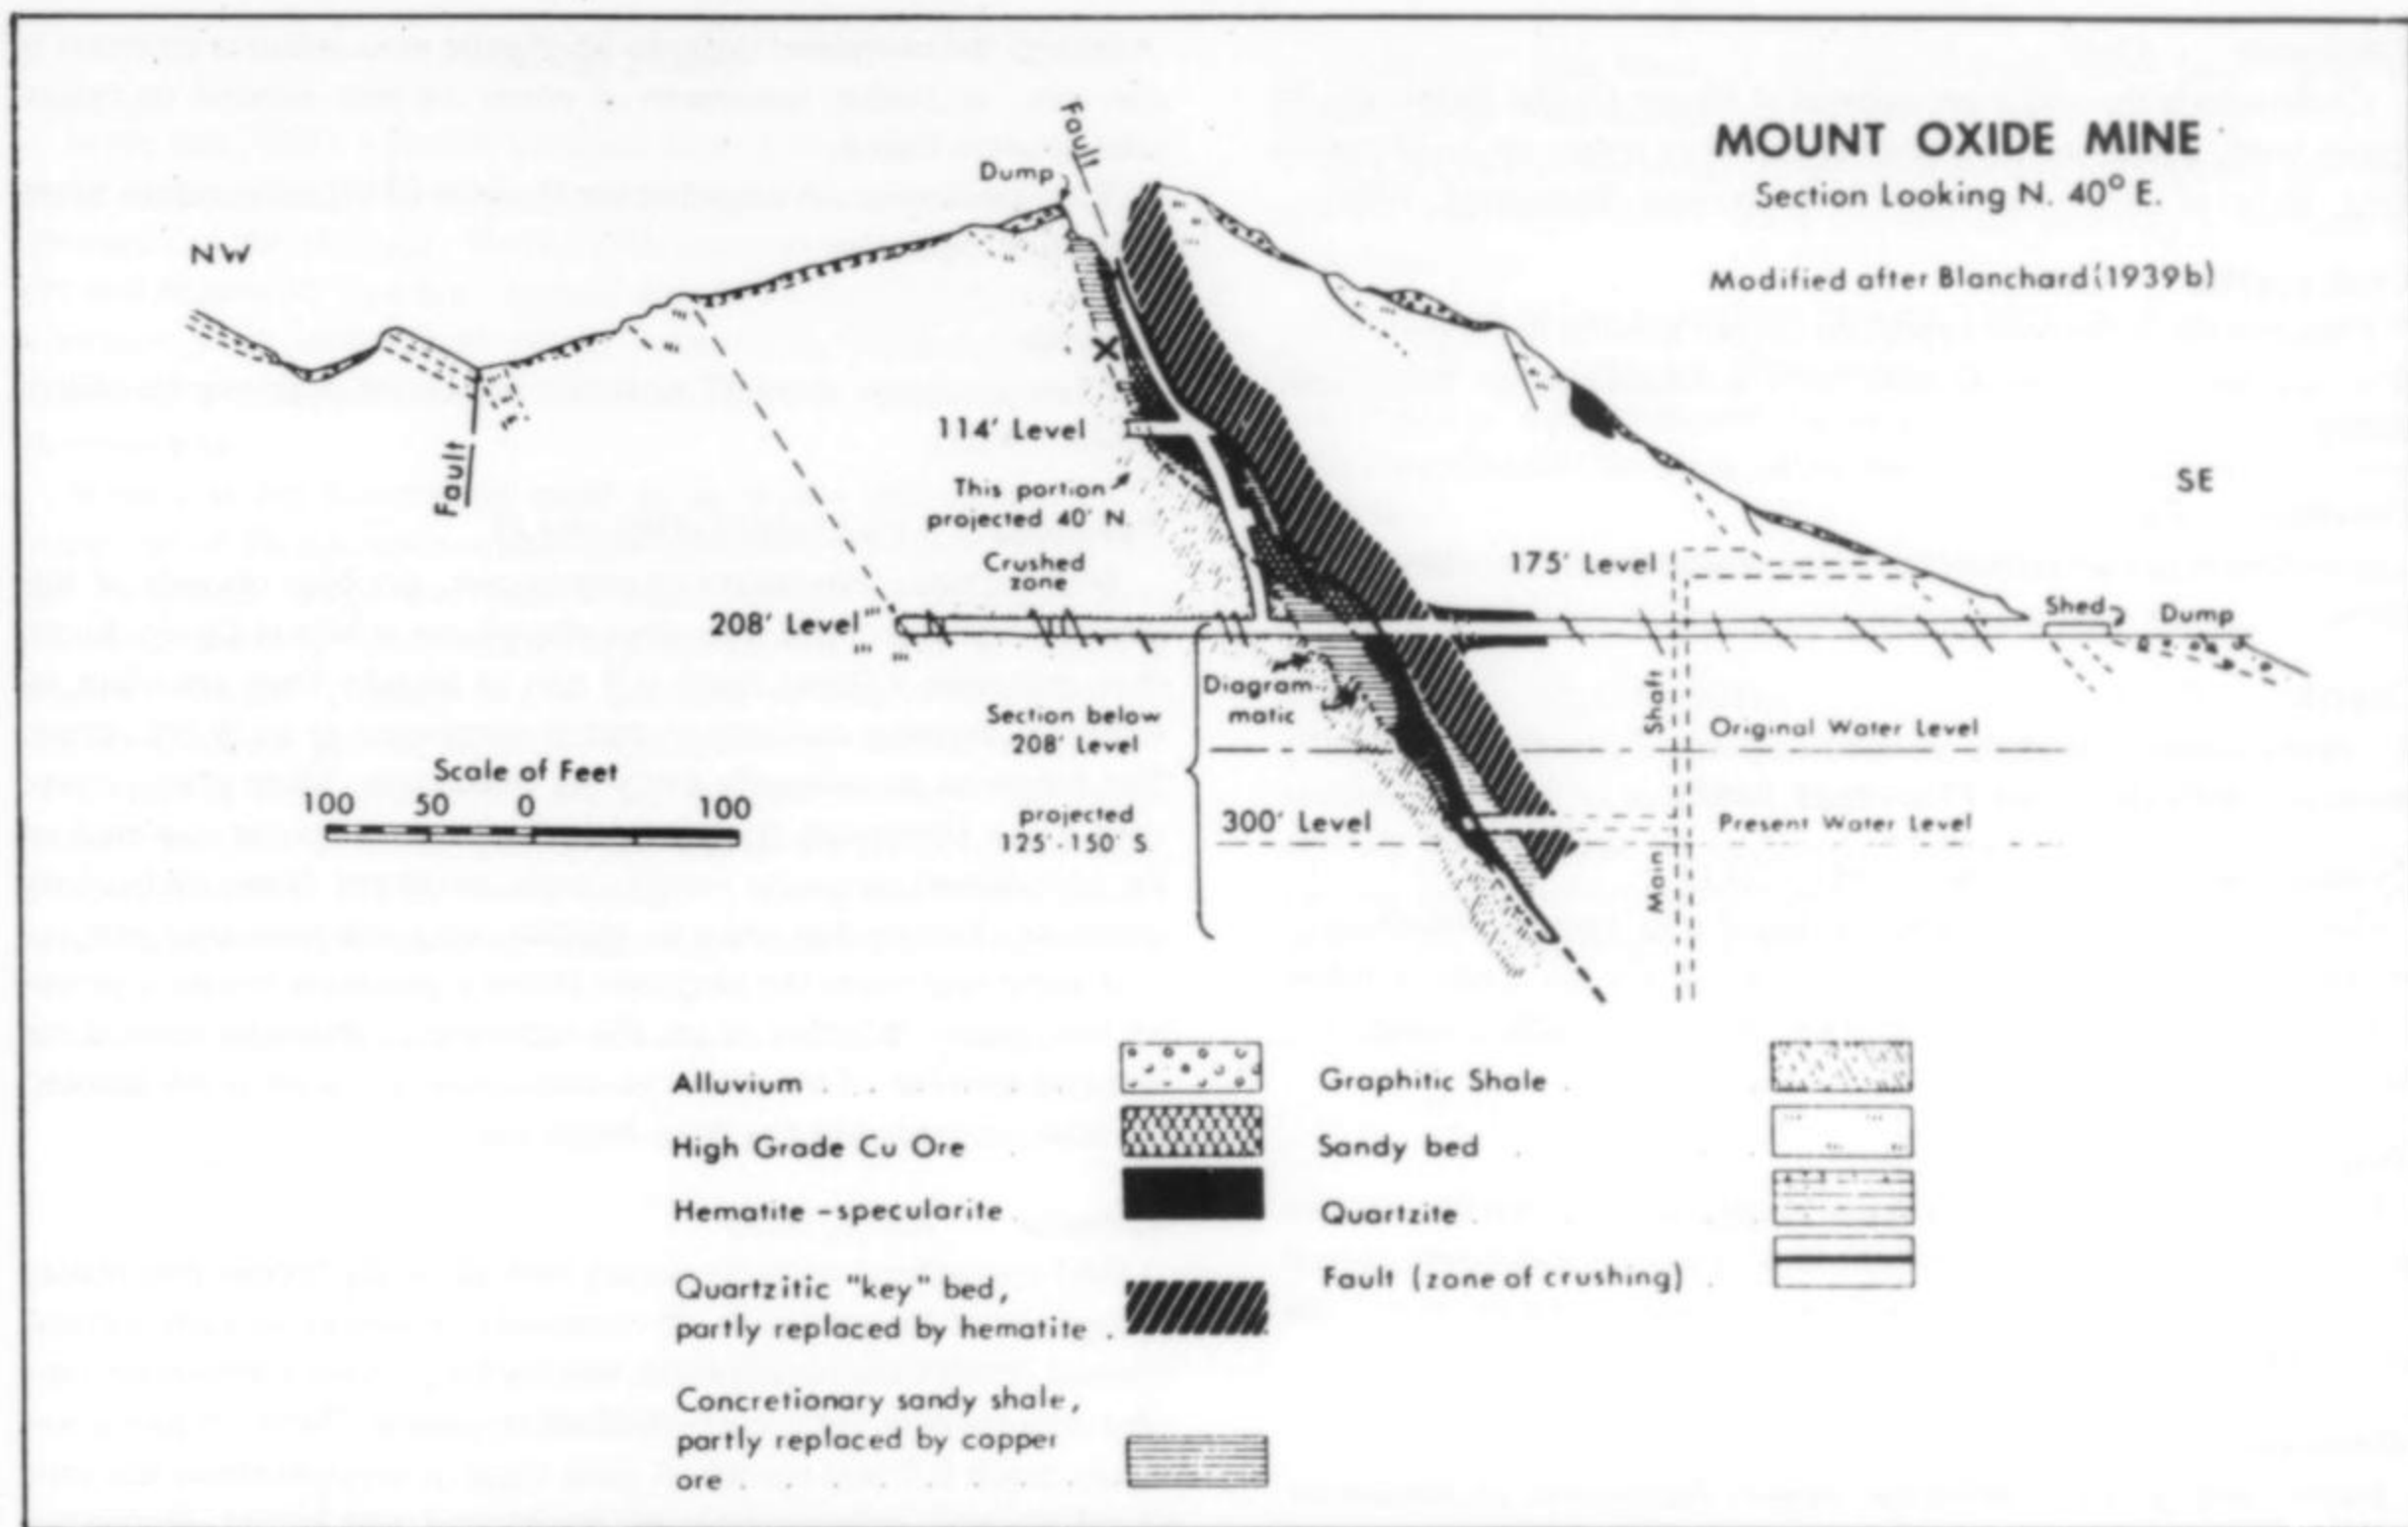 MOUNT OXIDE MINE
Section Looking N. 40° E.
Modified after Blanchard (1939b)
NW
Fault
Dump
Fault
114' Level
This portion
projected 40' N.
Crushed
zone
208' Level
175' Level
SE
Shed
Dump
Diagram-
matic
Section below
208' Level
projected
125'-150' S.
Shaft
Main
Original Water Level
300' Level
Present Water Level
Scale of Feet
100 50 0 100
Alluvium
High Grade Cu Ore
Hematite -specularite
Quartzitic "key" bed,
partly replaced by hematite .
Concretionary sandy shale,
partly replaced by copper
ore
Graphitic Shale
Sandy bed
Quartzite
Fault (zone of crushing)
X